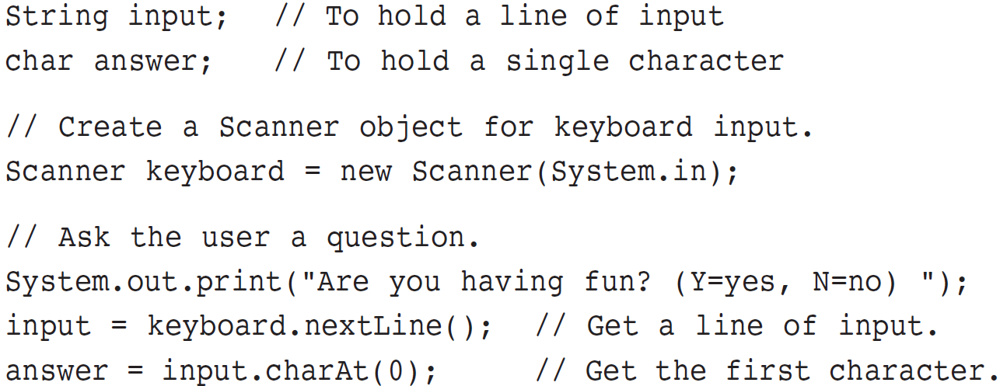 String input;   // To hold a line of input
char answer;    // To hold a single character
// Create a Scanner object for keyboard input.
Scanner keyboard = new Scanner(System.in);
// Ask the user a question.
System.out.print("Are you having fun? (Y=yes, N=no) ");
input = keyboard.nextLine();   // Get a line of input.
answer = input.charAt(0);      // Get the first character.